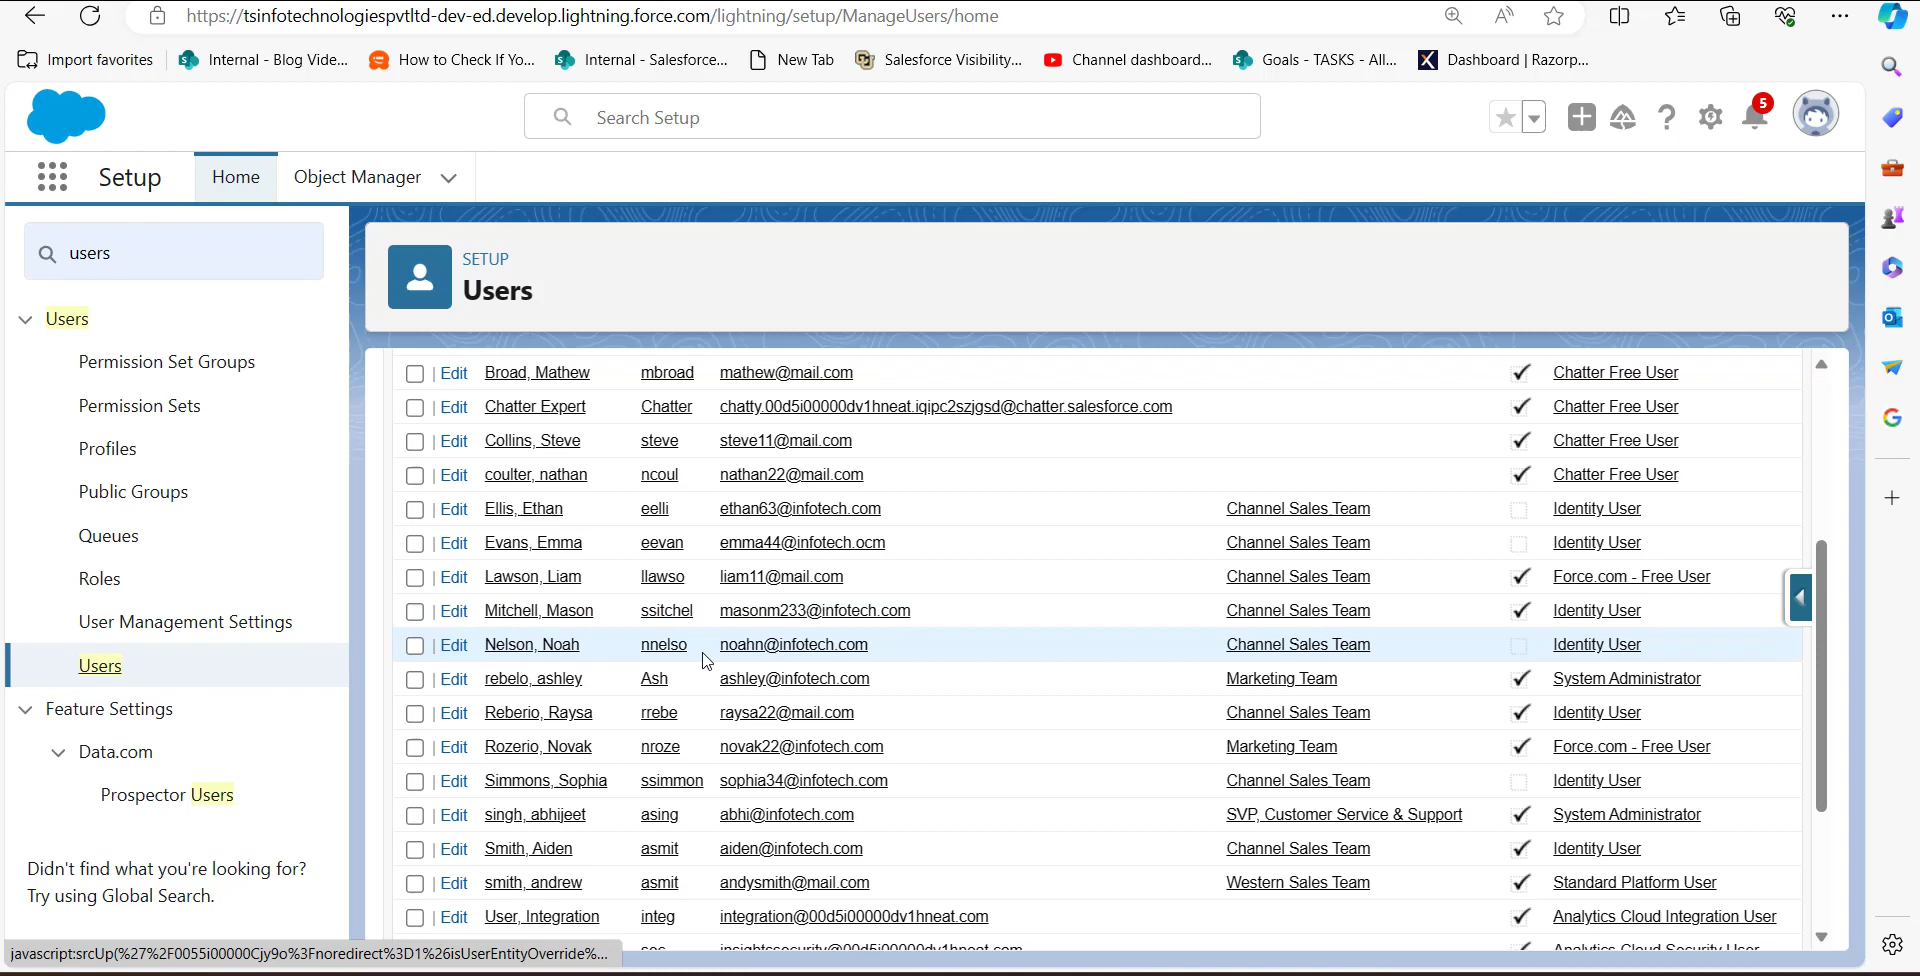 https://tsinfotechnologiespvtltd-dev-ed.develop.lightning.force.com/lightning/setup/ManageUsers/home
Import favorites Internal - Blog Vide... How to Check If Yo... Internal - Salesforce... New Tab Salesforce Visibility... Channel dashboard... Goals - TASKS - All... Dashboard | Razorp...
Search Setup
5
Setup Home Object Manager
users
Users
Permission Set Groups
Permission Sets
Profiles
Public Groups
Queues
Roles
User Management Settings
Users
Feature Settings
Data.com
Prospector Users
Didn't find what you're looking for?
Try using Global Search.
SETUP
Users
Edit Broad, Mathew mbroad mathew@mail.com Chatter Free User
Edit Chatter Expert Chatter chatty.00d5i00000dv1hneat.iqipc2szjgsd@chatter.salesforce.com Chatter Free User
Edit Collins, Steve steve steve11@mail.com Chatter Free User
Edit coulter, nathan ncoul nathan22@mail.com Chatter Free User
Edit Ellis, Ethan eelli ethan63@infotech.com Channel Sales Team Identity User
Edit Evans, Emma eevan emma44@infotech.ocm Channel Sales Team Identity User
Edit Lawson, Liam llawso liam11@mail.com Channel Sales Team Force.com - Free User
Edit Mitchell, Mason ssitchel masonm233@infotech.com Channel Sales Team Identity User
Edit Nelson, Noah nnelso noahn@infotech.com Channel Sales Team Identity User
Edit rebelo, ashley Ash ashley@infotech.com Marketing Team System Administrator
Edit Reberio, Raysa rrebe raysa22@mail.com Channel Sales Team Identity User
Edit Rozerio, Novak nroze novak22@infotech.com Marketing Team Force.com - Free User
Edit Simmons, Sophia ssimmon sophia34@infotech.com Channel Sales Team Identity User
Edit singh, abhijeet asing abhi@infotech.com SVP, Customer Service & Support System Administrator
Edit Smith, Aiden asmit aiden@infotech.com Channel Sales Team Identity User
Edit smith, andrew asmit andysmith@mail.com Western Sales Team Standard Platform User
Edit User, Integration integ integration@00d5i00000dv1hneat.com Analytics Cloud Integration User
javascript:srcUp(%27%2F0055i00000Cjy9o%3Fnoredirect%3D1%26isUserEntityOverride%...